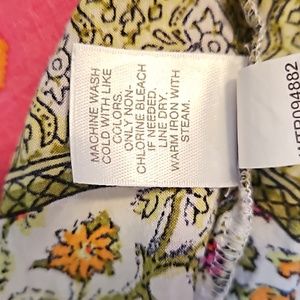 MACHINE WASH
COLD WITH LIKE
COLORS.
ONLY NON-
CHLORINE BLEACH
IF NEEDED.
LINE DRY.
WARM IRON WITH
STEAM.